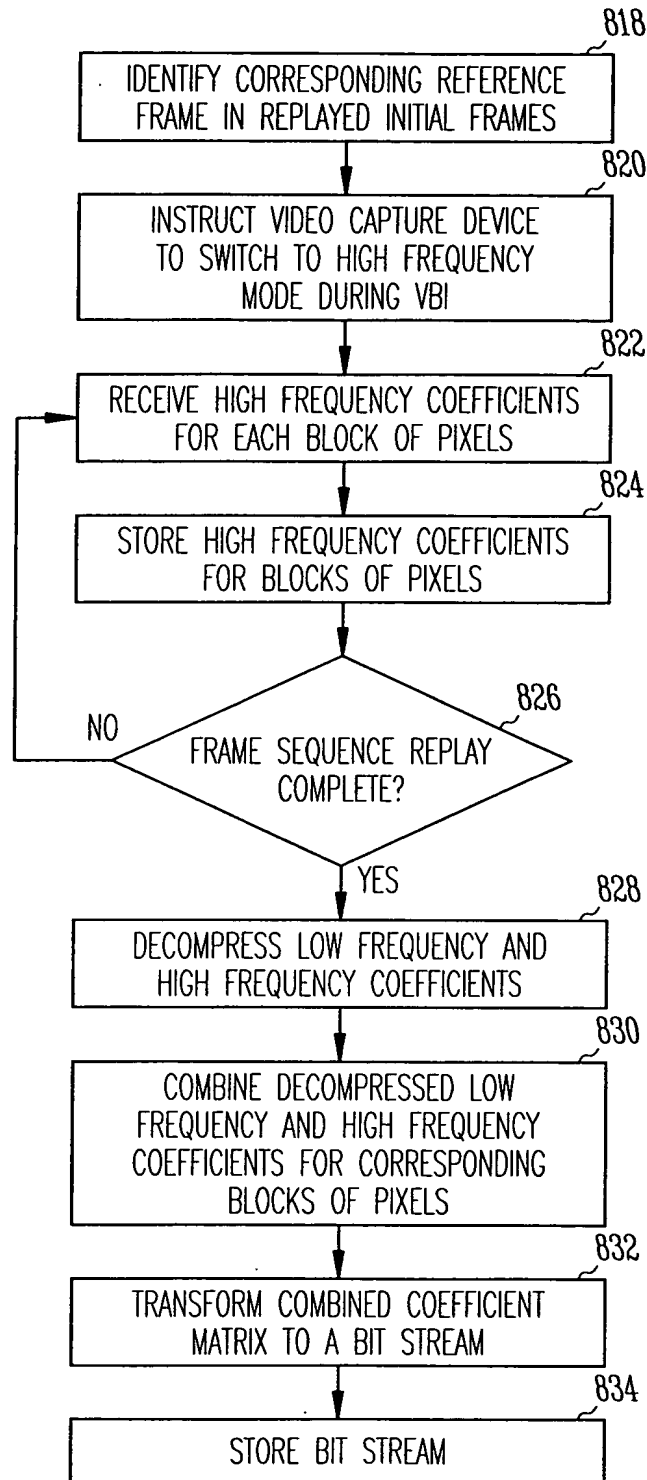 818
IDENTIFY CORRESPONDING REFERENCE
FRAME IN REPLAYED INITIAL FRAMES
820
INSTRUCT VIDEO CAPTURE DEVICE
TO SWITCH TO HIGH FREQUENCY
MODE DURING VBI
822
RECEIVE HIGH FREQUENCY COEFFICIENTS
FOR EACH BLOCK OF PIXELS
824
STORE HIGH FREQUENCY COEFFICIENTS
FOR BLOCKS OF PIXELS
826
NO
FRAME SEQUENCE REPLAY
COMPLETE?
YES
828
DECOMPRESS LOW FREQUENCY AND
HIGH FREQUENCY COEFFICIENTS
830
COMBINE DECOMPRESSED LOW
FREQUENCY AND HIGH FREQUENCY
COEFFICIENTS FOR CORRESPONDING
BLOCKS OF PIXELS
832
TRANSFORM COMBINED COEFFICIENT
MATRIX TO A BIT STREAM
834
STORE BIT STREAM